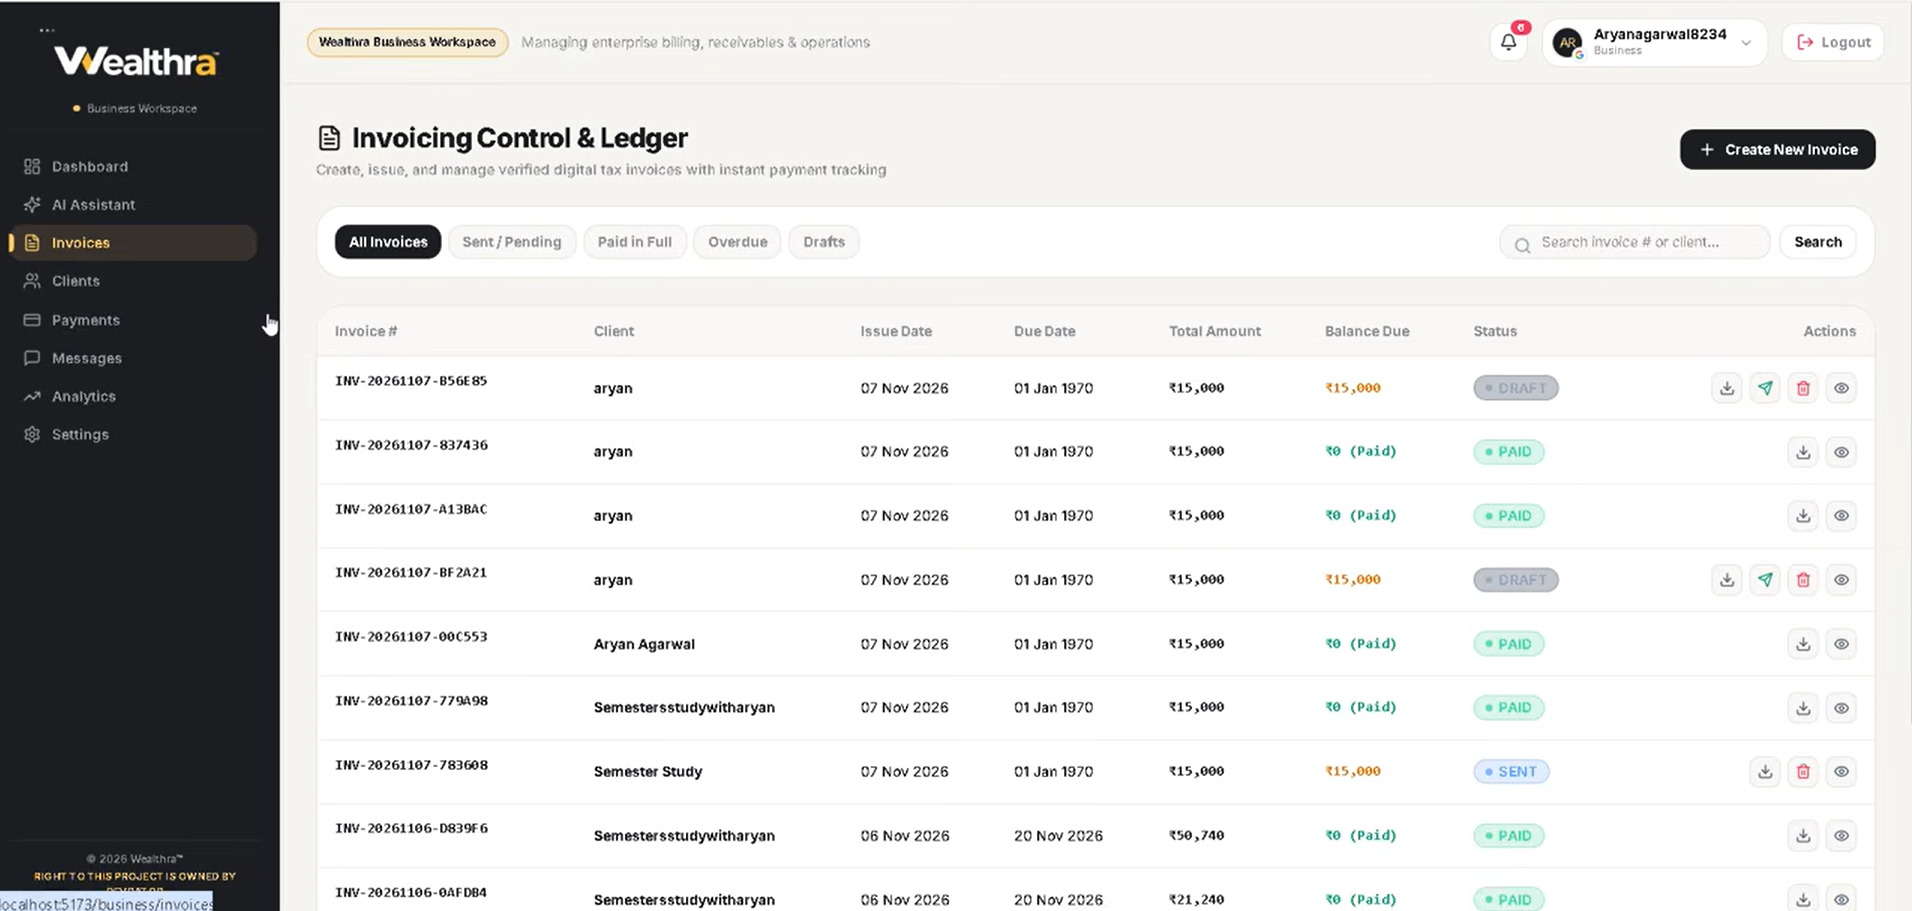 Wealthra™
Business Workspace
Dashboard
AI Assistant
Invoices
Clients
Payments
Messages
Analytics
Settings
© 2026 Wealthra™
RIGHT TO THIS PROJECT IS OWNED BY
localhost:5173/business/invoices
Wealthra Business Workspace Managing enterprise billing, receivables & operations
6
AR Aryanagarwal8234
Business
Logout
Invoicing Control & Ledger
Create, issue, and manage verified digital tax invoices with instant payment tracking
+ Create New Invoice
All Invoices Sent / Pending Paid in Full Overdue Drafts Search invoice # or client... Search
Invoice # Client Issue Date Due Date Total Amount Balance Due Status Actions
INV-20261107-B56E85 aryan 07 Nov 2026 01 Jan 1970 ₹15,000 ₹15,000 DRAFT
INV-20261107-837436 aryan 07 Nov 2026 01 Jan 1970 ₹15,000 ₹0 (Paid) PAID
INV-20261107-A13BAC aryan 07 Nov 2026 01 Jan 1970 ₹15,000 ₹0 (Paid) PAID
INV-20261107-BF2A21 aryan 07 Nov 2026 01 Jan 1970 ₹15,000 ₹15,000 DRAFT
INV-20261107-00C553 Aryan Agarwal 07 Nov 2026 01 Jan 1970 ₹15,000 ₹0 (Paid) PAID
INV-20261107-779A98 Semestersstudywitharyan 07 Nov 2026 01 Jan 1970 ₹15,000 ₹0 (Paid) PAID
INV-20261107-783608 Semester Study 07 Nov 2026 01 Jan 1970 ₹15,000 ₹15,000 SENT
INV-20261106-D839F6 Semestersstudywitharyan 06 Nov 2026 20 Nov 2026 ₹50,740 ₹0 (Paid) PAID
INV-20261106-0AFDB4 Semestersstudywitharyan 06 Nov 2026 20 Nov 2026 ₹21,240 ₹0 (Paid) PAID